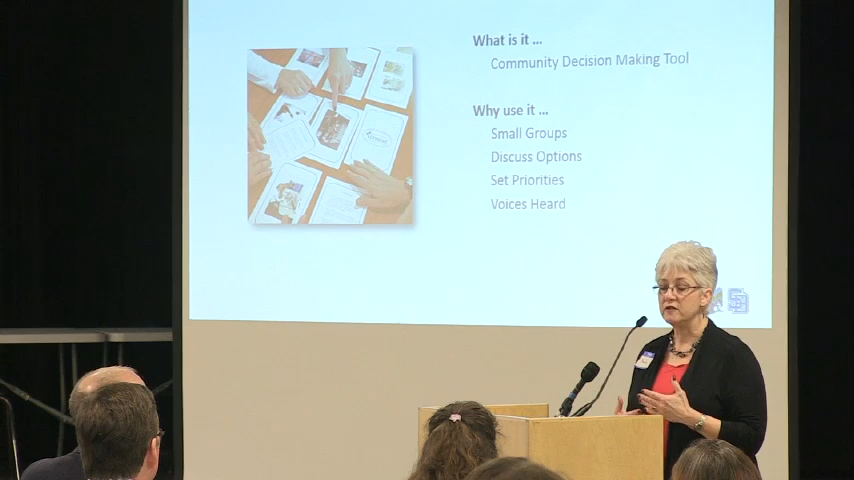 What is it ...
Community Decision Making Tool
Why use it ...
Small Groups
Discuss Options
Set Priorities
Voices Heard